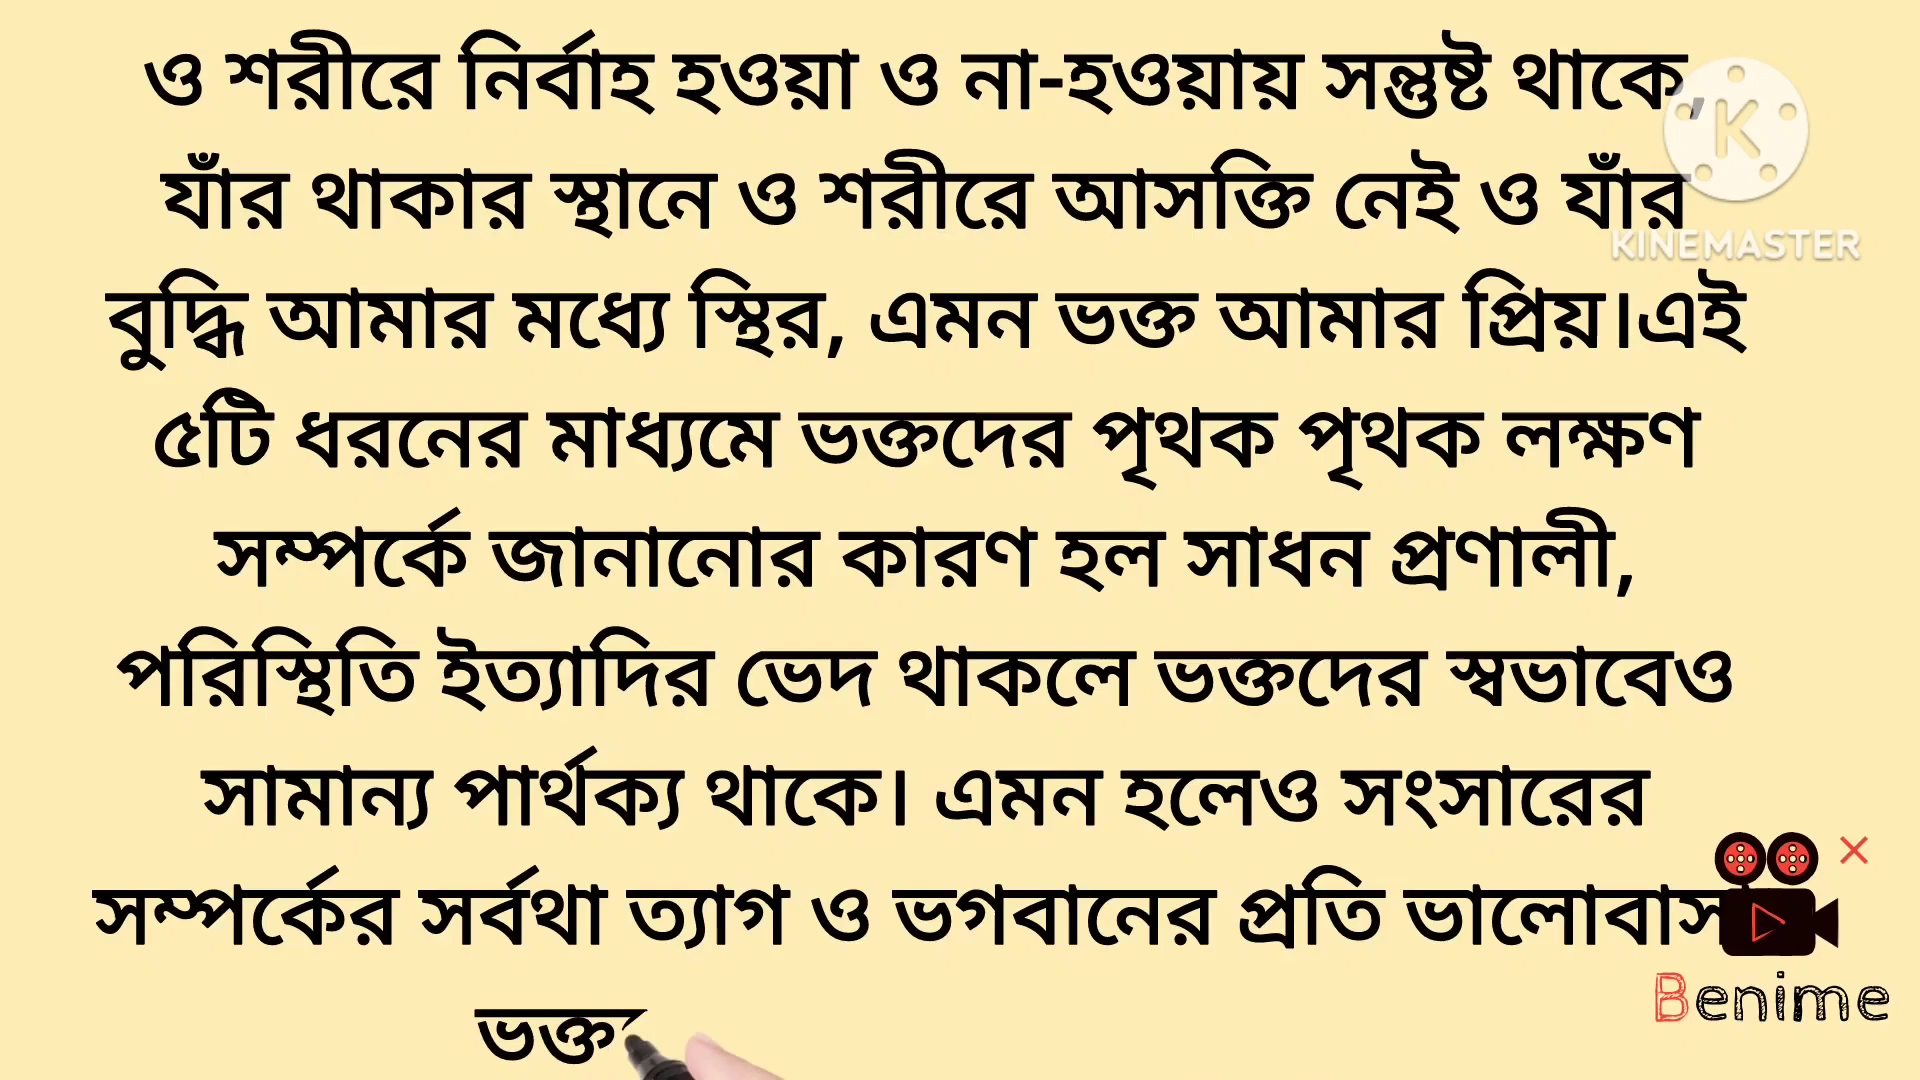 ও শরীরে নির্বাহ হওয়া ও না-হওয়ায় সন্তুষ্ট থাকে,
যাঁর থাকার স্থানে ও শরীরে আসক্তি নেই ও যাঁর
বুদ্ধি আমার মধ্যে স্থির, এমন ভক্ত আমার প্রিয়।এই
৫টি ধরনের মাধ্যমে ভক্তদের পৃথক পৃথক লক্ষণ
সম্পর্কে জানানোর কারণ হল সাধন প্রণালী,
পরিস্থিতি ইত্যাদির ভেদ থাকলে ভক্তদের স্বভাবেও
সামান্য পার্থক্য থাকে। এমন হলেও সংসারের
সম্পর্কের সর্বথা ত্যাগ ও ভগবানের প্রতি
K
KINEMASTER
Benime